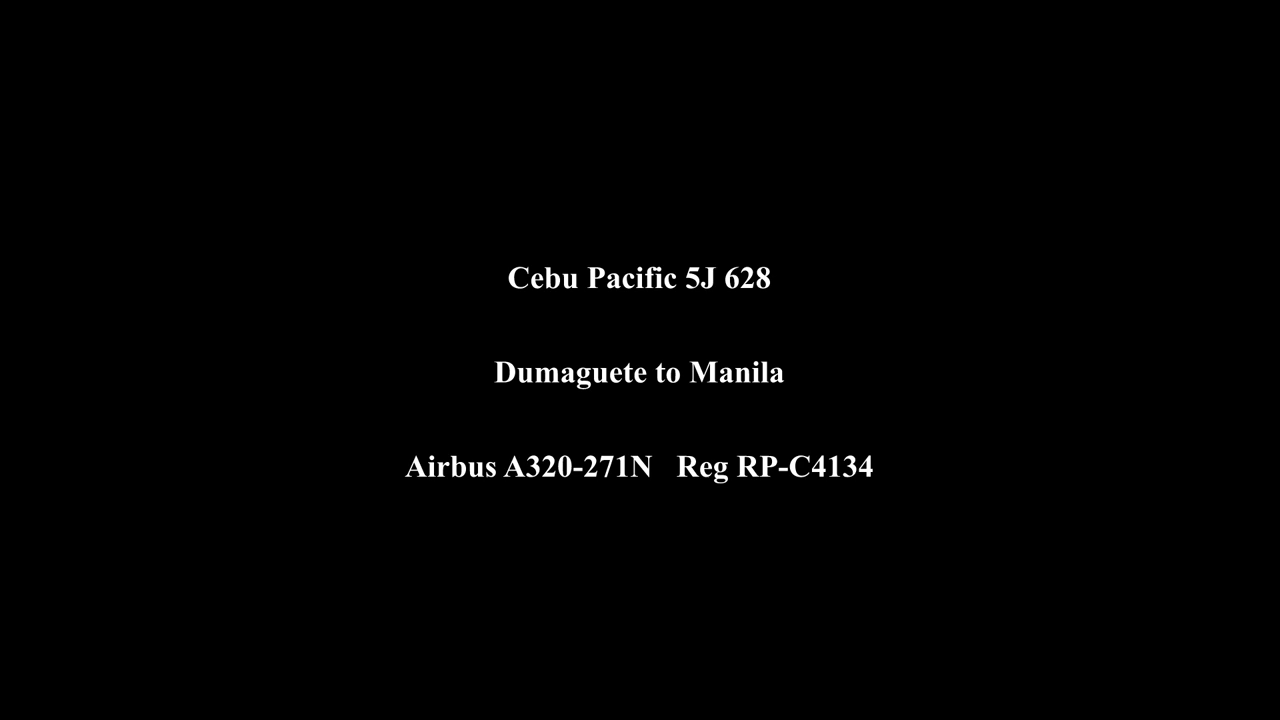 Cebu Pacific 5J 628
Dumaguete to Manila
Airbus A320-271N   Reg RP-C4134